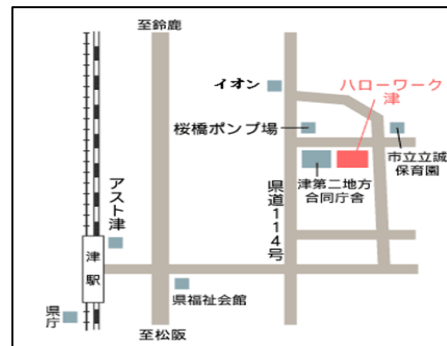 至鈴鹿
イオン
ハローワーク
津
桜橋ポンプ場
市立立誠
保育園
津第二地方
合同庁舎
アスト津
県道114号
津駅
県福祉会館
県庁
至松阪